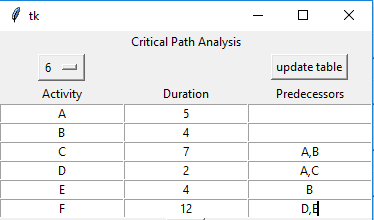 tk
Critical Path Analysis
6 update table
Activity Duration Predecessors
A 5
B 4
C 7 A,B
D 2 A,C
E 4 B
F 12 D,E